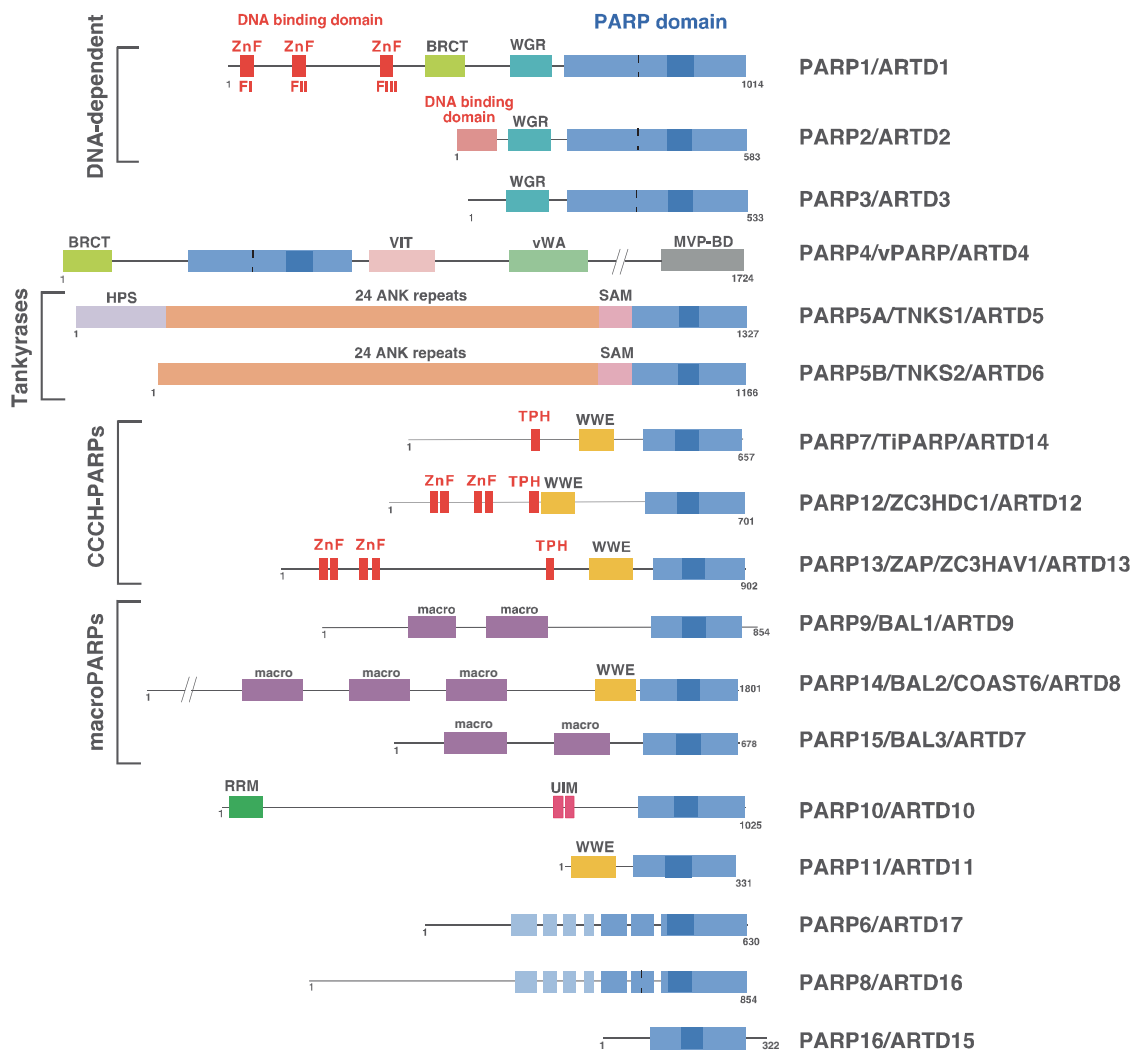 DNA binding domain
PARP domain
DNA-dependent
ZnF ZnF ZnF BRCT WGR
PARP1/ARTD1
1 FI FII FIII 1014
DNA binding
domain
WGR
PARP2/ARTD2
1 583
WGR
PARP3/ARTD3
1 533
BRCT VIT vWA MVP-BD
PARP4/vPARP/ARTD4
1 1724
Tankyrases
HPS 24 ANK repeats SAM
PARP5A/TNKS1/ARTD5
1 1327
24 ANK repeats SAM
PARP5B/TNKS2/ARTD6
1 1166
CCCH-PARPs
TPH WWE
PARP7/TiPARP/ARTD14
1 657
ZnF ZnF TPH WWE
PARP12/ZC3HDC1/ARTD12
1 701
ZnF ZnF TPH WWE
PARP13/ZAP/ZC3HAV1/ARTD13
1 902
macroPARPs
macro macro
PARP9/BAL1/ARTD9
1 854
macro macro macro WWE
PARP14/BAL2/COAST6/ARTD8
1 1801
macro macro
PARP15/BAL3/ARTD7
1 678
RRM UIM
PARP10/ARTD10
1 1025
WWE
PARP11/ARTD11
1 331
PARP6/ARTD17
1 630
PARP8/ARTD16
1 854
PARP16/ARTD15
1 322